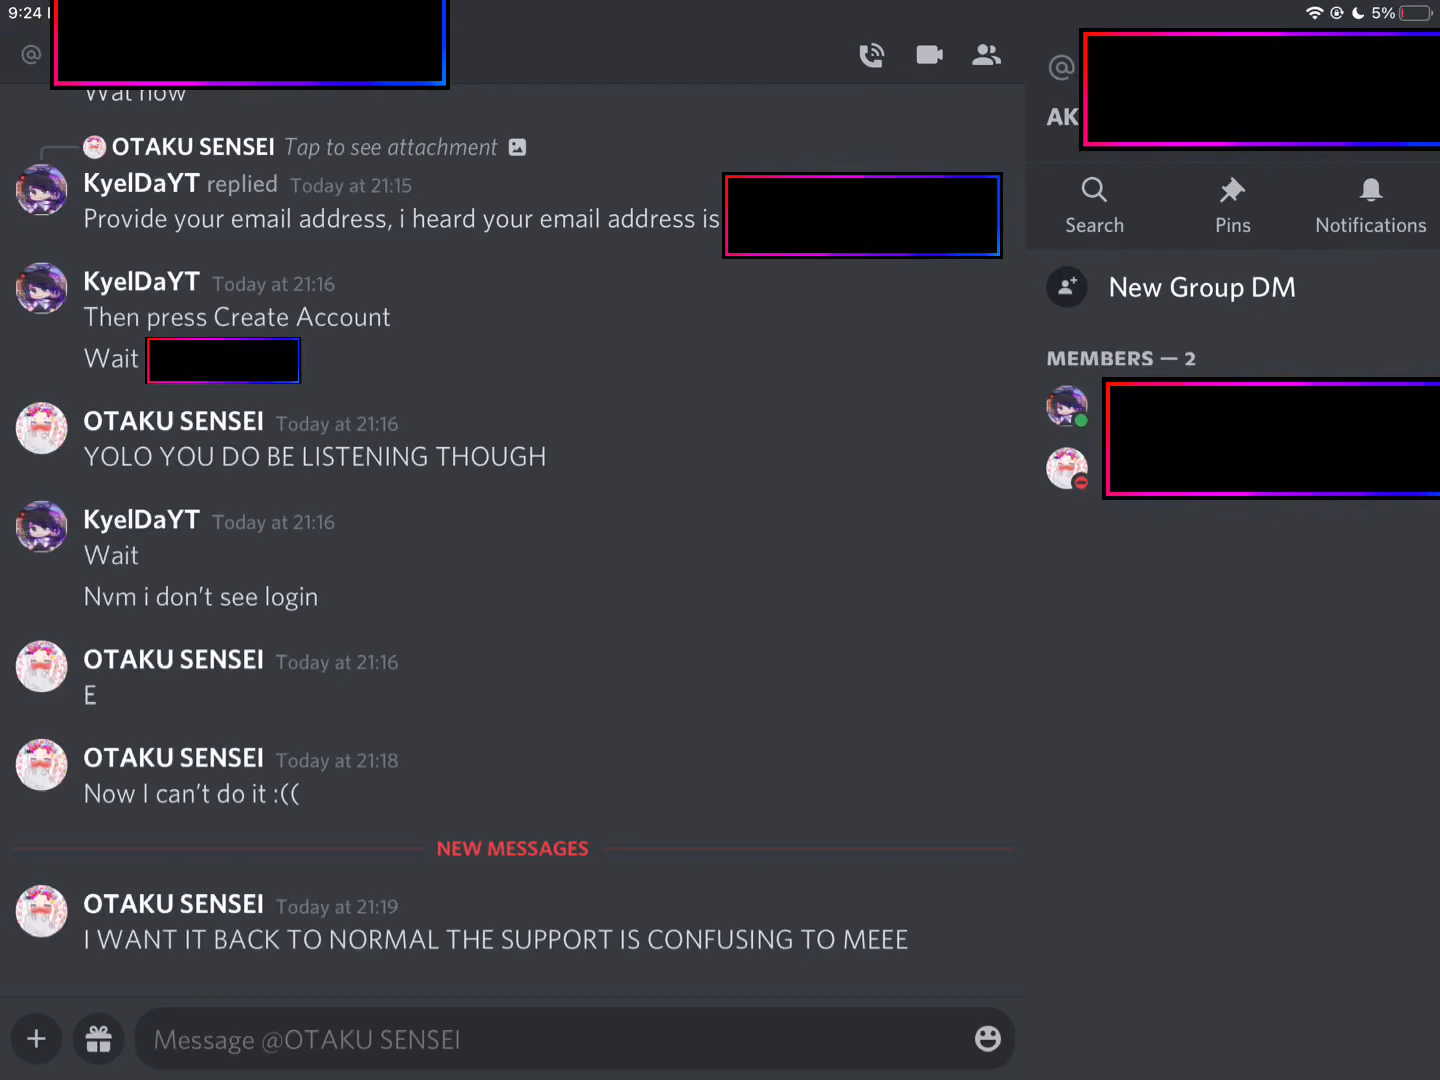 9:24
5%
@
@
Wat now
AK
OTAKU SENSEI Tap to see attachment
KyelDaYT replied Today at 21:15
Provide your email address, i heard your email address is
Search
Pins
Notifications
KyelDaYT Today at 21:16
Then press Create Account
Wait
New Group DM
MEMBERS — 2
OTAKU SENSEI Today at 21:16
YOLO YOU DO BE LISTENING THOUGH
KyelDaYT Today at 21:16
Wait
Nvm i don't see login
OTAKU SENSEI Today at 21:16
E
OTAKU SENSEI Today at 21:18
Now I can't do it :((
NEW MESSAGES
OTAKU SENSEI Today at 21:19
I WANT IT BACK TO NORMAL THE SUPPORT IS CONFUSING TO MEEE
Message @OTAKU SENSEI